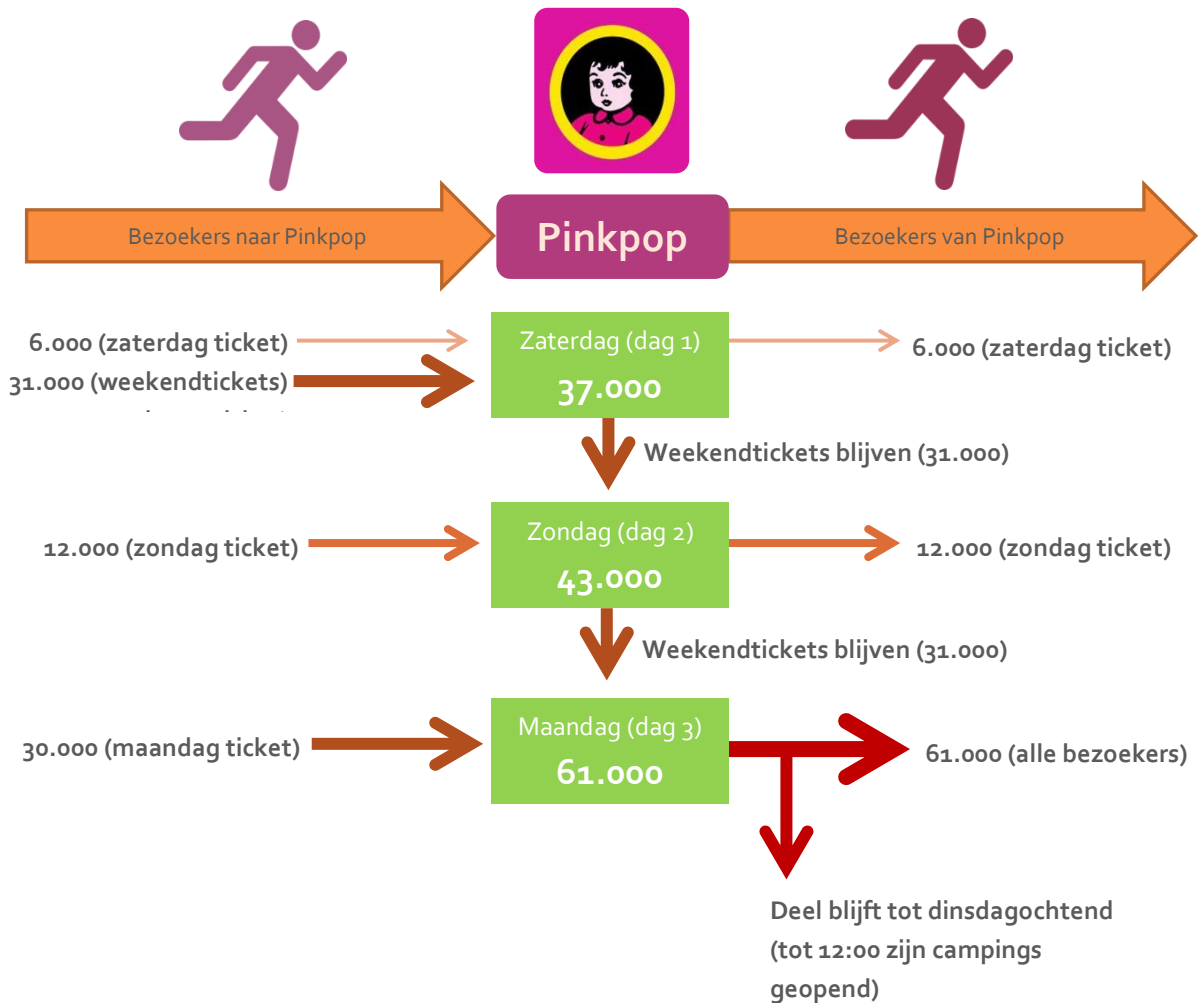 Bezoekers naar Pinkpop
Pinkpop
Bezoekers van Pinkpop
6.000 (zaterdag ticket)
31.000 (weekendtickets)
Zaterdag (dag 1)
37.000
6.000 (zaterdag ticket)
Weekendtickets blijven (31.000)
12.000 (zondag ticket)
Zondag (dag 2)
43.000
12.000 (zondag ticket)
Weekendtickets blijven (31.000)
30.000 (maandag ticket)
Maandag (dag 3)
61.000
61.000 (alle bezoekers)
Deel blijft tot dinsdagochtend
(tot 12:00 zijn campings
geopend)